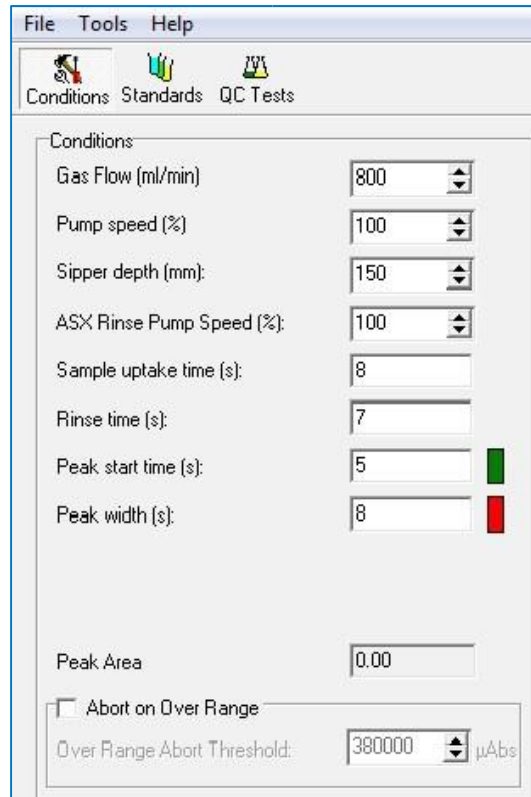 File Tools Help
Conditions Standards QC Tests
Conditions
Gas Flow (ml/min) 800
Pump speed (%) 100
Sipper depth (mm): 150
ASX Rinse Pump Speed (%): 100
Sample uptake time (s): 8
Rinse time (s): 7
Peak start time (s): 5
Peak width (s): 8
Peak Area 0.00
Abort on Over Range
Over Range Abort Threshold: 380000 µAbs